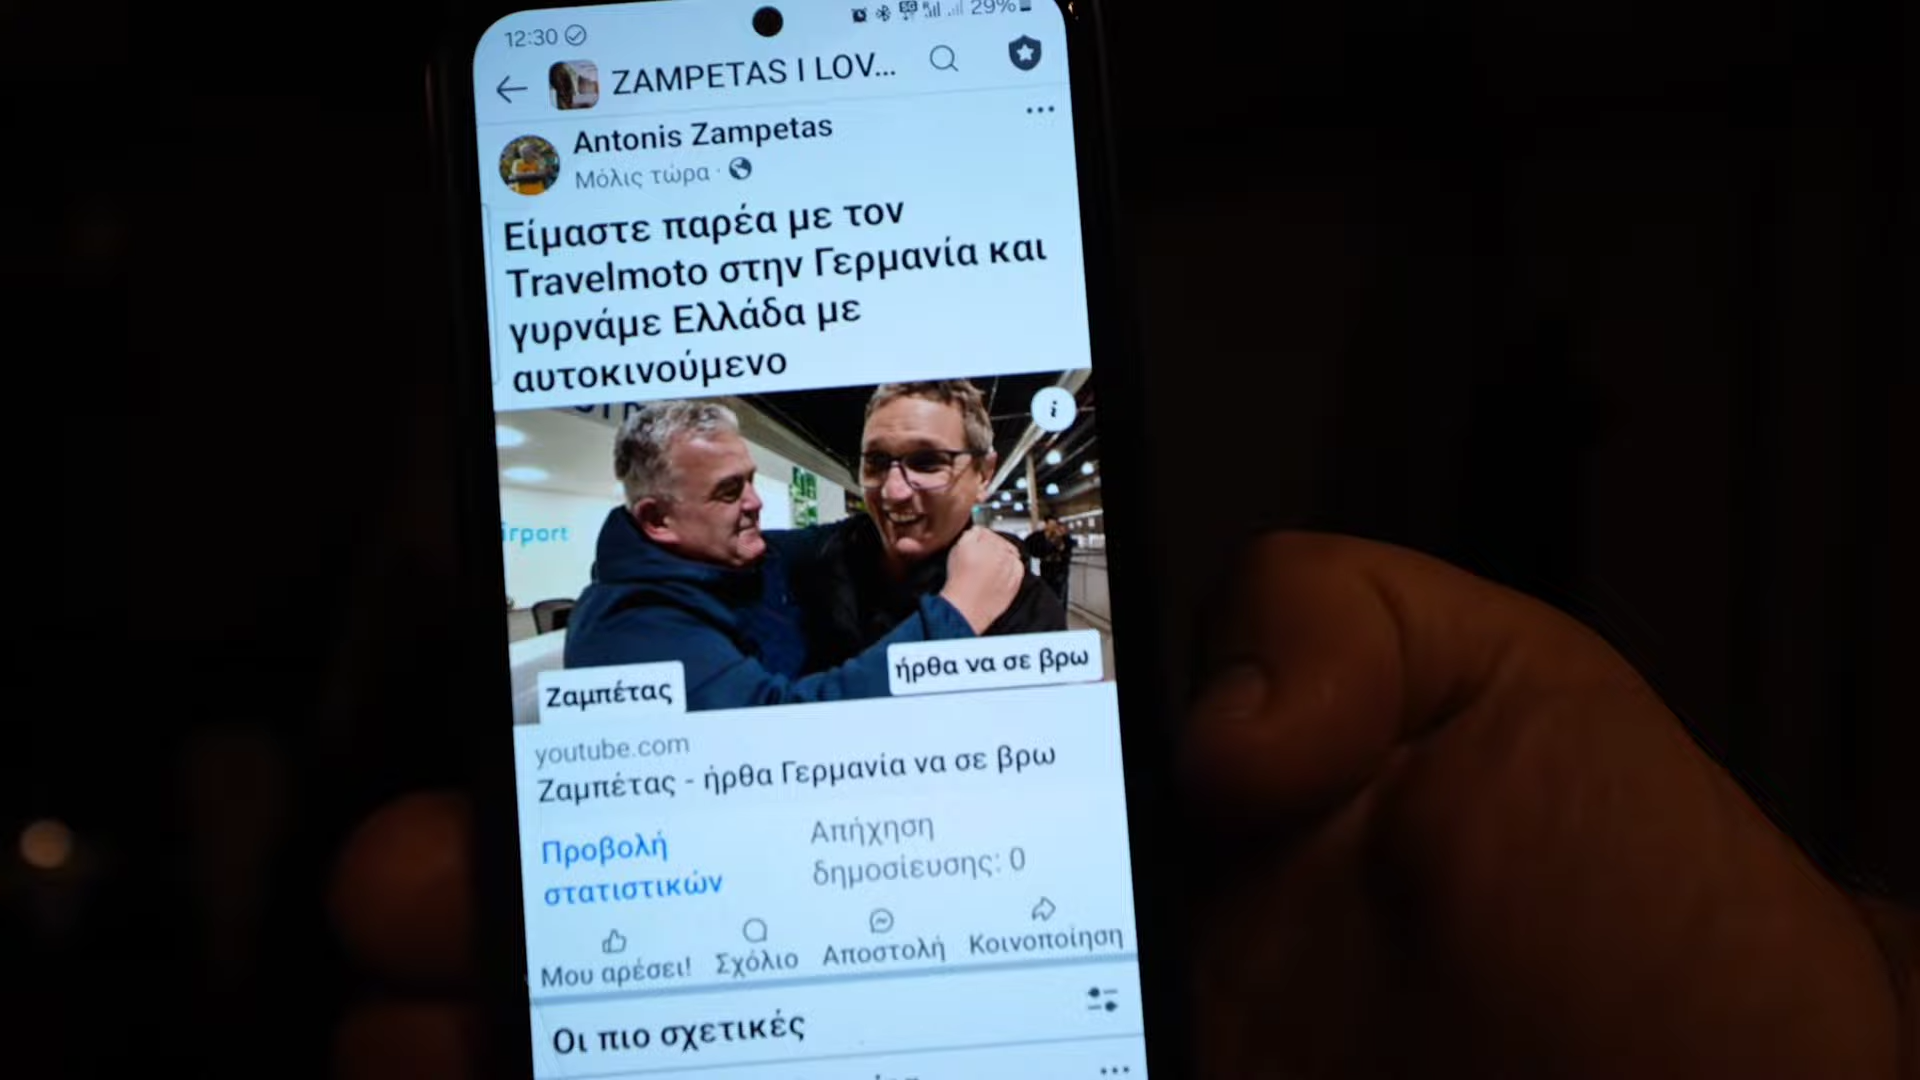 12:30
5G
29%
ZAMPETAS I LOV...
Antonis Zampetas
Μόλις τώρα ·
Είμαστε παρέα με τον
Travelmoto στην Γερμανία και
γυρνάμε Ελλάδα με
αυτοκινούμενο
irport
Ζαμπέτας
ήρθα να σε βρω
youtube.com
Ζαμπέτας - ήρθα Γερμανία να σε βρω
Προβολή
στατιστικών
Απήχηση
δημοσίευσης: 0
Μου αρέσει!
Σχόλιο
Αποστολή
Κοινοποίηση
Οι πιο σχετικές